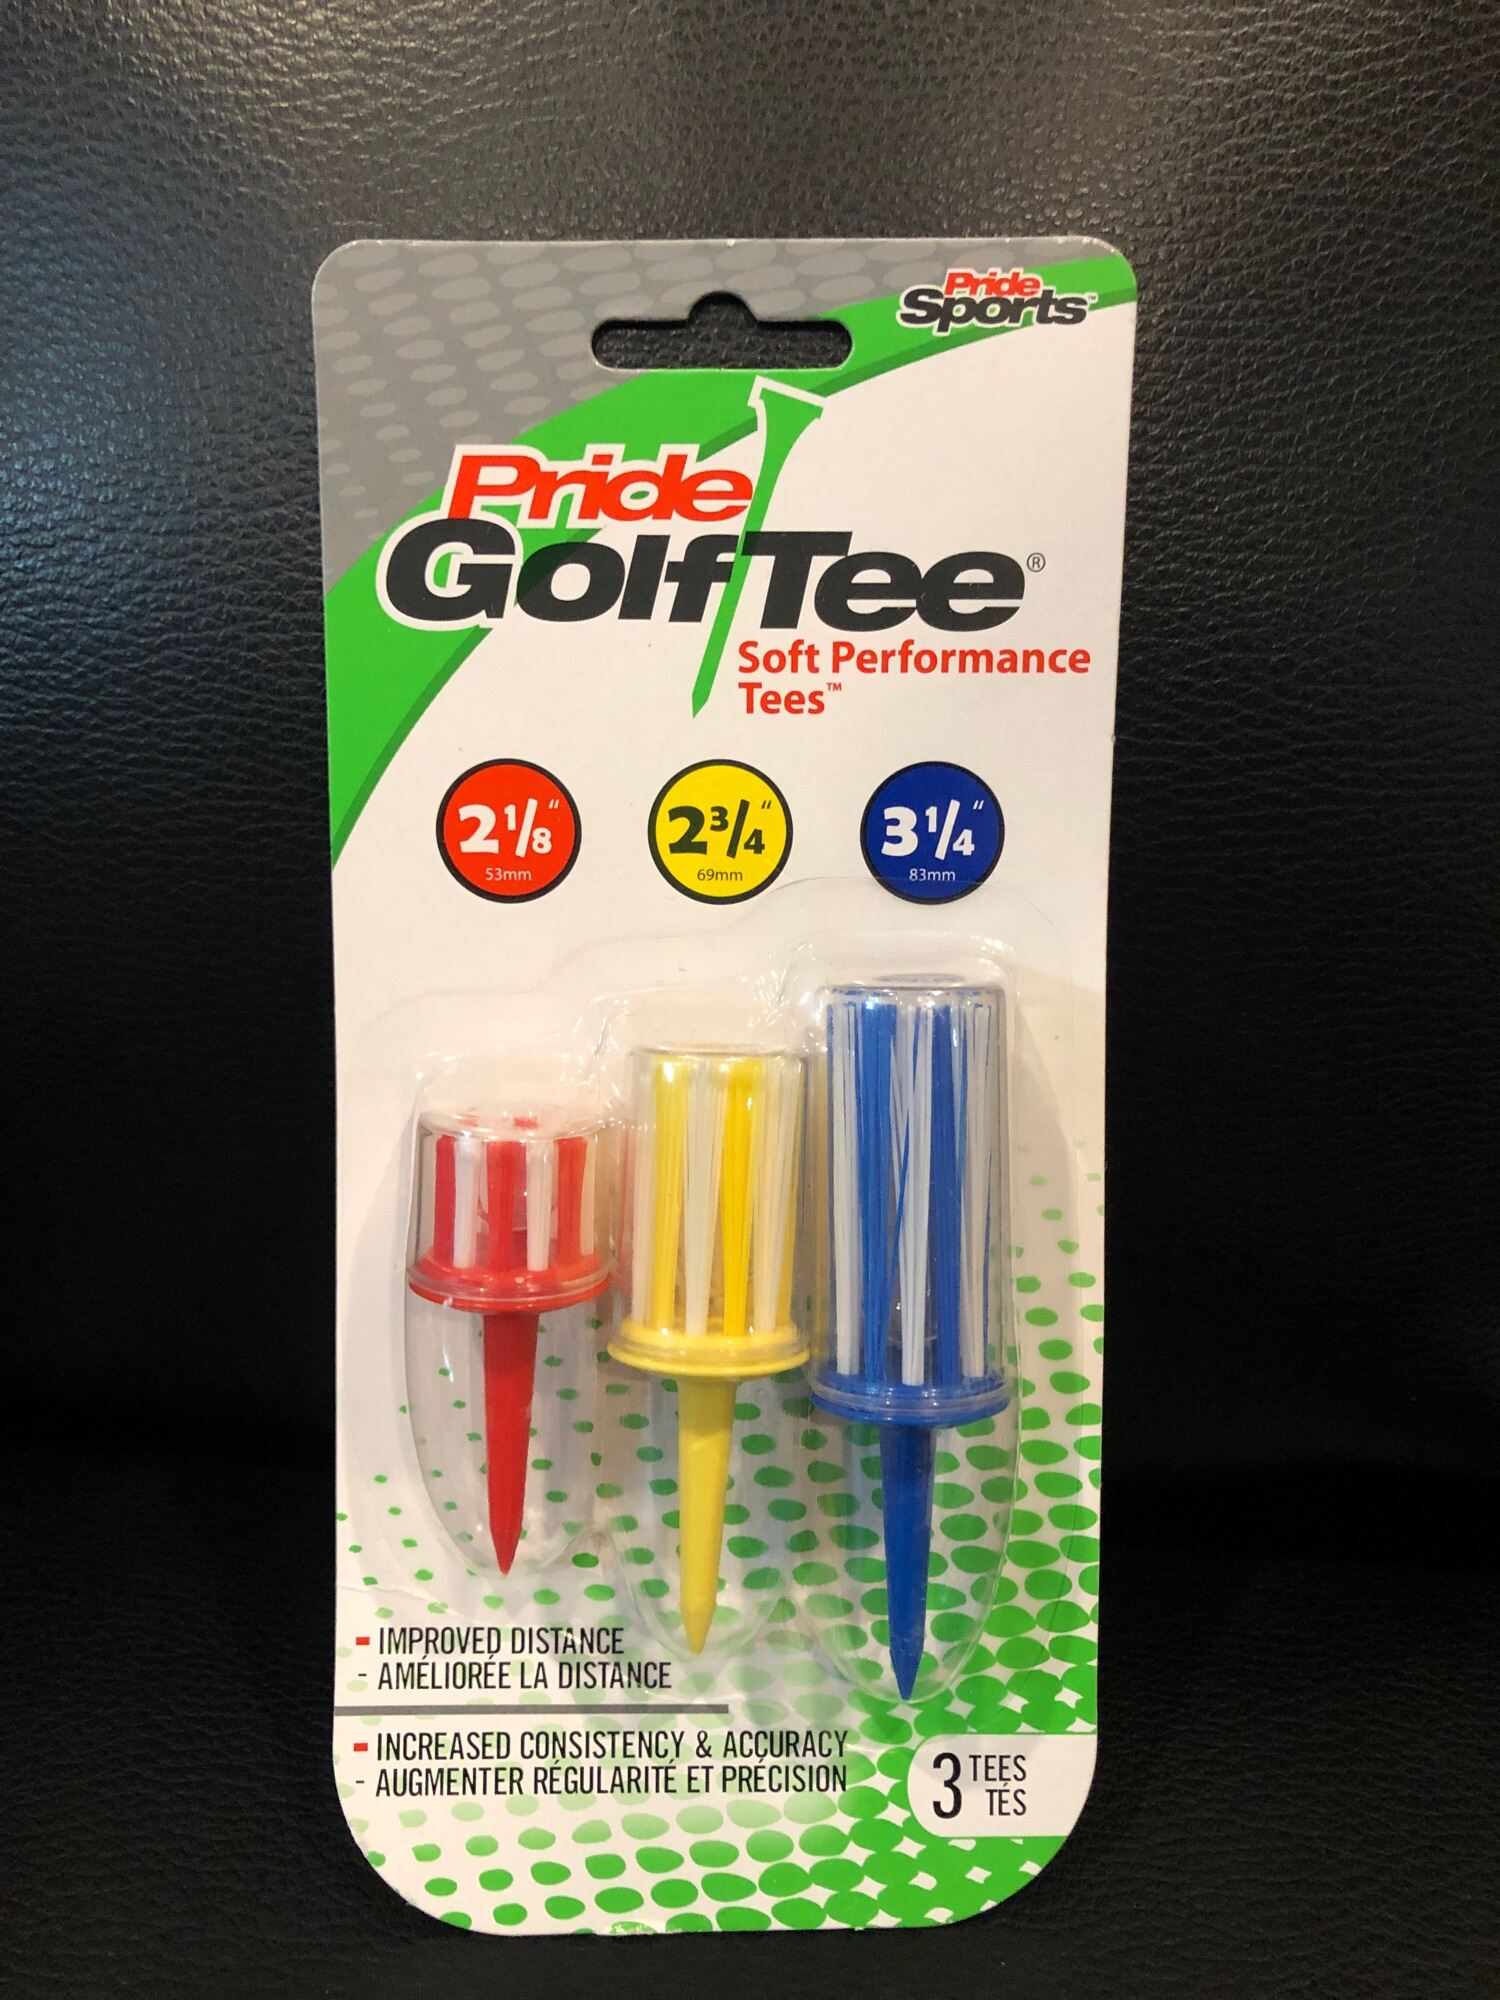 Pride
Sports™
Pride
GolfTee®
Soft Performance
Tees™
2 1/8"
53mm
2 3/4"
69mm
3 1/4"
83mm
- IMPROVED DISTANCE
- AMÉLIORÉE LA DISTANCE
- INCREASED CONSISTENCY & ACCURACY
- AUGMENTER RÉGULARITÉ ET PRÉCISION
3 TEES
TÉS